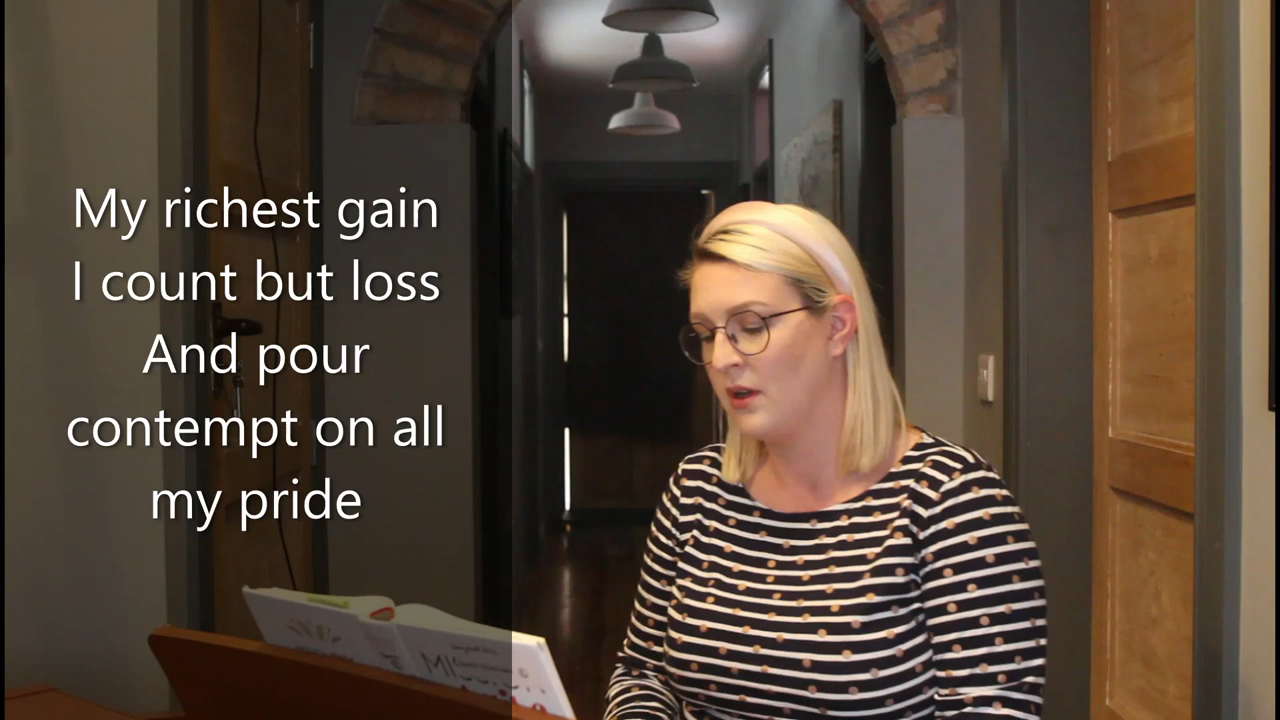 My richest gain
I count but loss
And pour
contempt on all
my pride